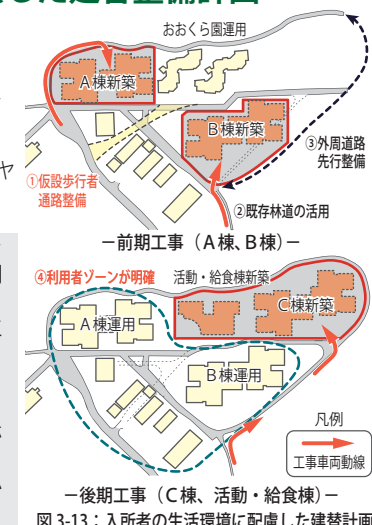 おおくら園運用
A棟新築
B棟新築
③外周道路
先行整備
ヤ
①仮設歩行者
通路整備
②既存林道の活用
－前期工事（A棟、B棟）－
④利用者ゾーンが明確
活動・給食棟新築
C棟新築
A棟運用
B棟運用
凡例
工事車両動線
－後期工事（C棟、活動・給食棟）－
図 3-13：入所者の生活環境に配慮した建替計画